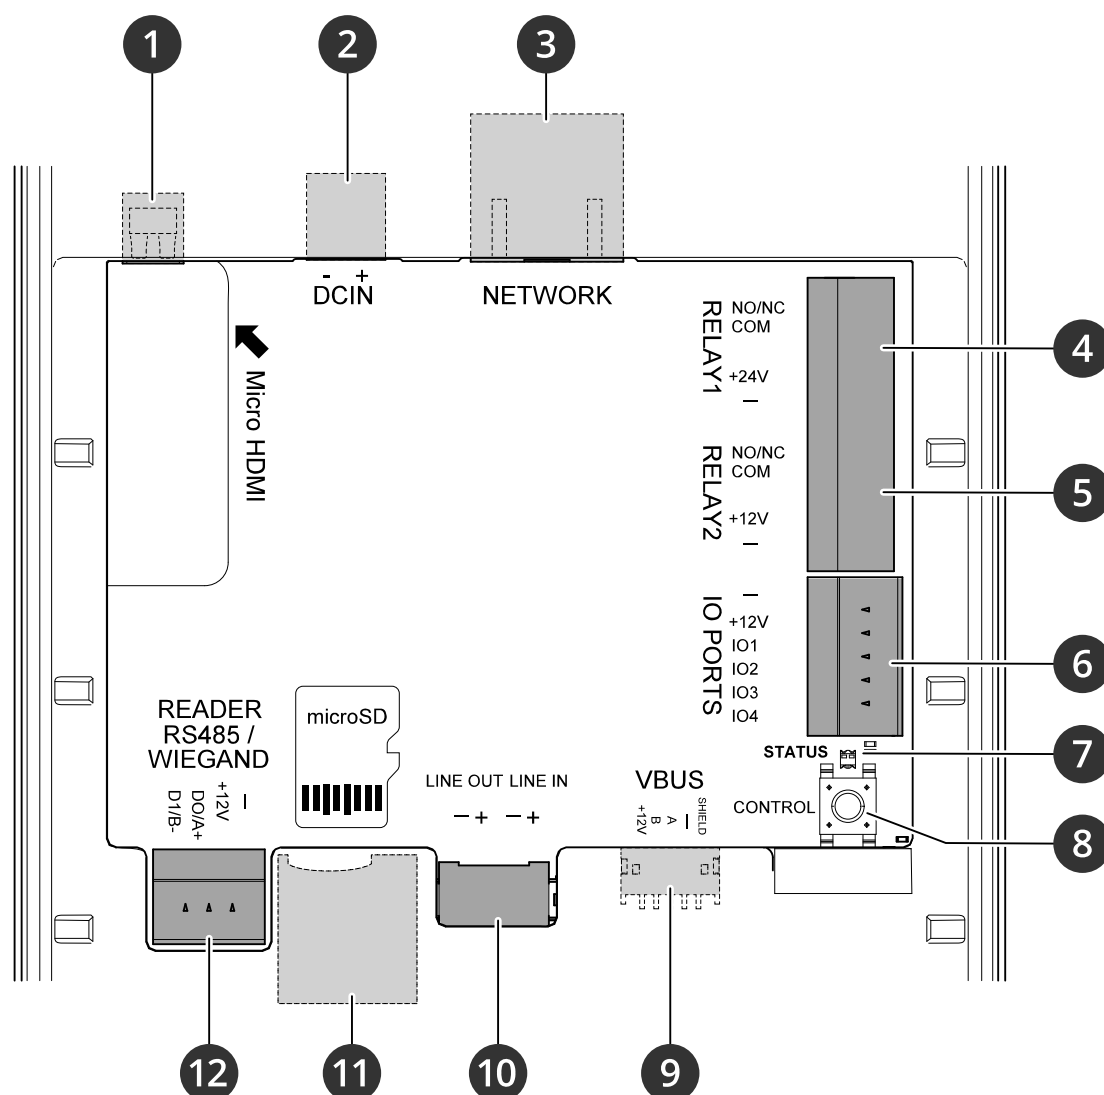 1
2
3
- +
DCIN
NETWORK
Micro HDMI
RELAY1
NO/NC
COM
+24V
—
4
RELAY2
NO/NC
COM
+12V
—
5
IO PORTS
—
+12V
IO1
IO2
IO3
IO4
6
STATUS
7
CONTROL
8
READER
RS485 /
WIEGAND
D1/B-
DO/A+
+12V
—
microSD
LINE OUT LINE IN
— + — +
VBUS
+12V
B
A
—
SHIELD
12
11
10
9